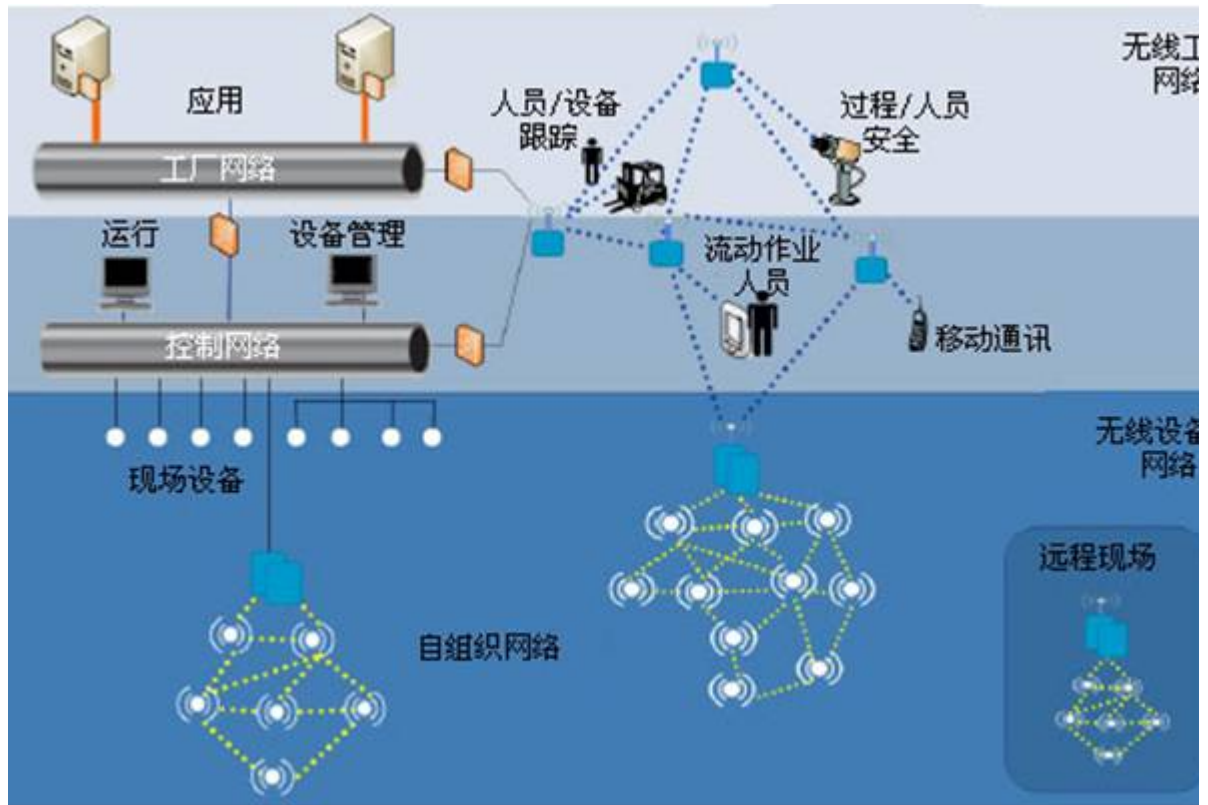 无线工
网络
应用
人员/设备
跟踪
过程/人员
安全
工厂网络
运行
设备管理
流动作业
人员
控制网络
移动通讯
无线设备
网络
现场设备
远程现场
自组织网络